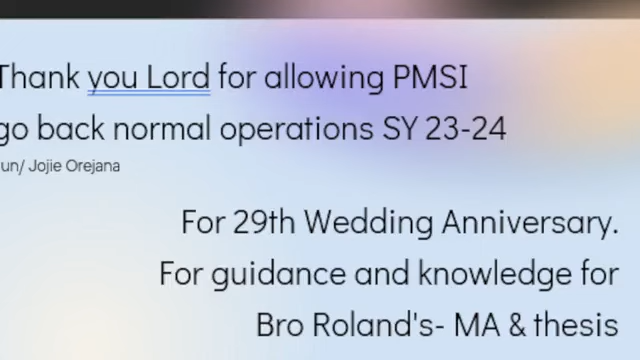 Thank you Lord for allowing PMSI
go back normal operations SY 23-24
un/ Jojie Orejana
For 29th Wedding Anniversary.
For guidance and knowledge for
Bro Roland's- MA & thesis